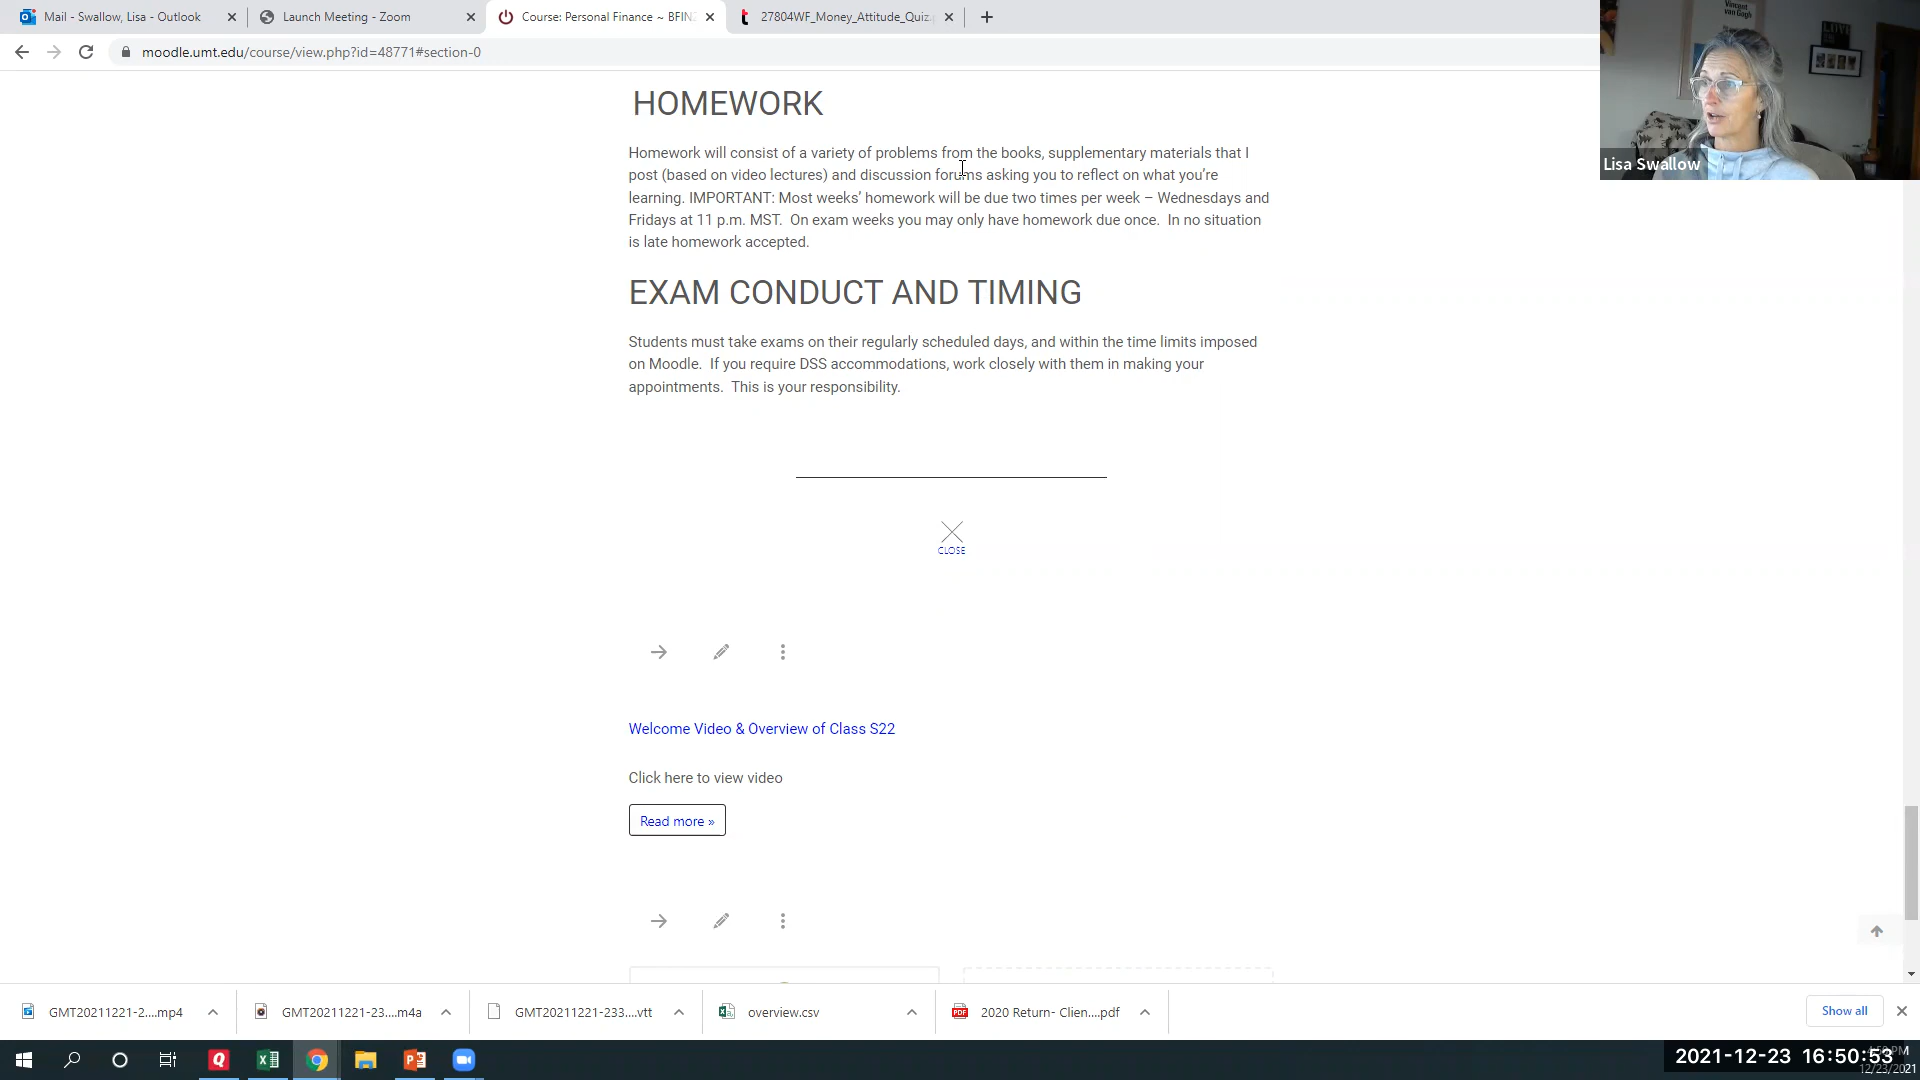 Mail - Swallow, Lisa - Outlook
Launch Meeting - Zoom
Course: Personal Finance ~ BFIN
27804WF_Money_Attitude_Quiz
moodle.umt.edu/course/view.php?id=48771#section-0
Vincent
van Gogh
Lisa Swallow
HOMEWORK
Homework will consist of a variety of problems from the books, supplementary materials that I
post (based on video lectures) and discussion forums asking you to reflect on what you're
learning. IMPORTANT: Most weeks' homework will be due two times per week – Wednesdays and
Fridays at 11 p.m. MST.  On exam weeks you may only have homework due once.  In no situation
is late homework accepted.
EXAM CONDUCT AND TIMING
Students must take exams on their regularly scheduled days, and within the time limits imposed
on Moodle.  If you require DSS accommodations, work closely with them in making your
appointments.  This is your responsibility.
CLOSE
Welcome Video & Overview of Class S22
Click here to view video
Read more »
GMT20211221-2....mp4
GMT20211221-23....m4a
GMT20211221-233....vtt
overview.csv
2020 Return- Clien....pdf
Show all
2021-12-23 16:50:53
12/23/2021